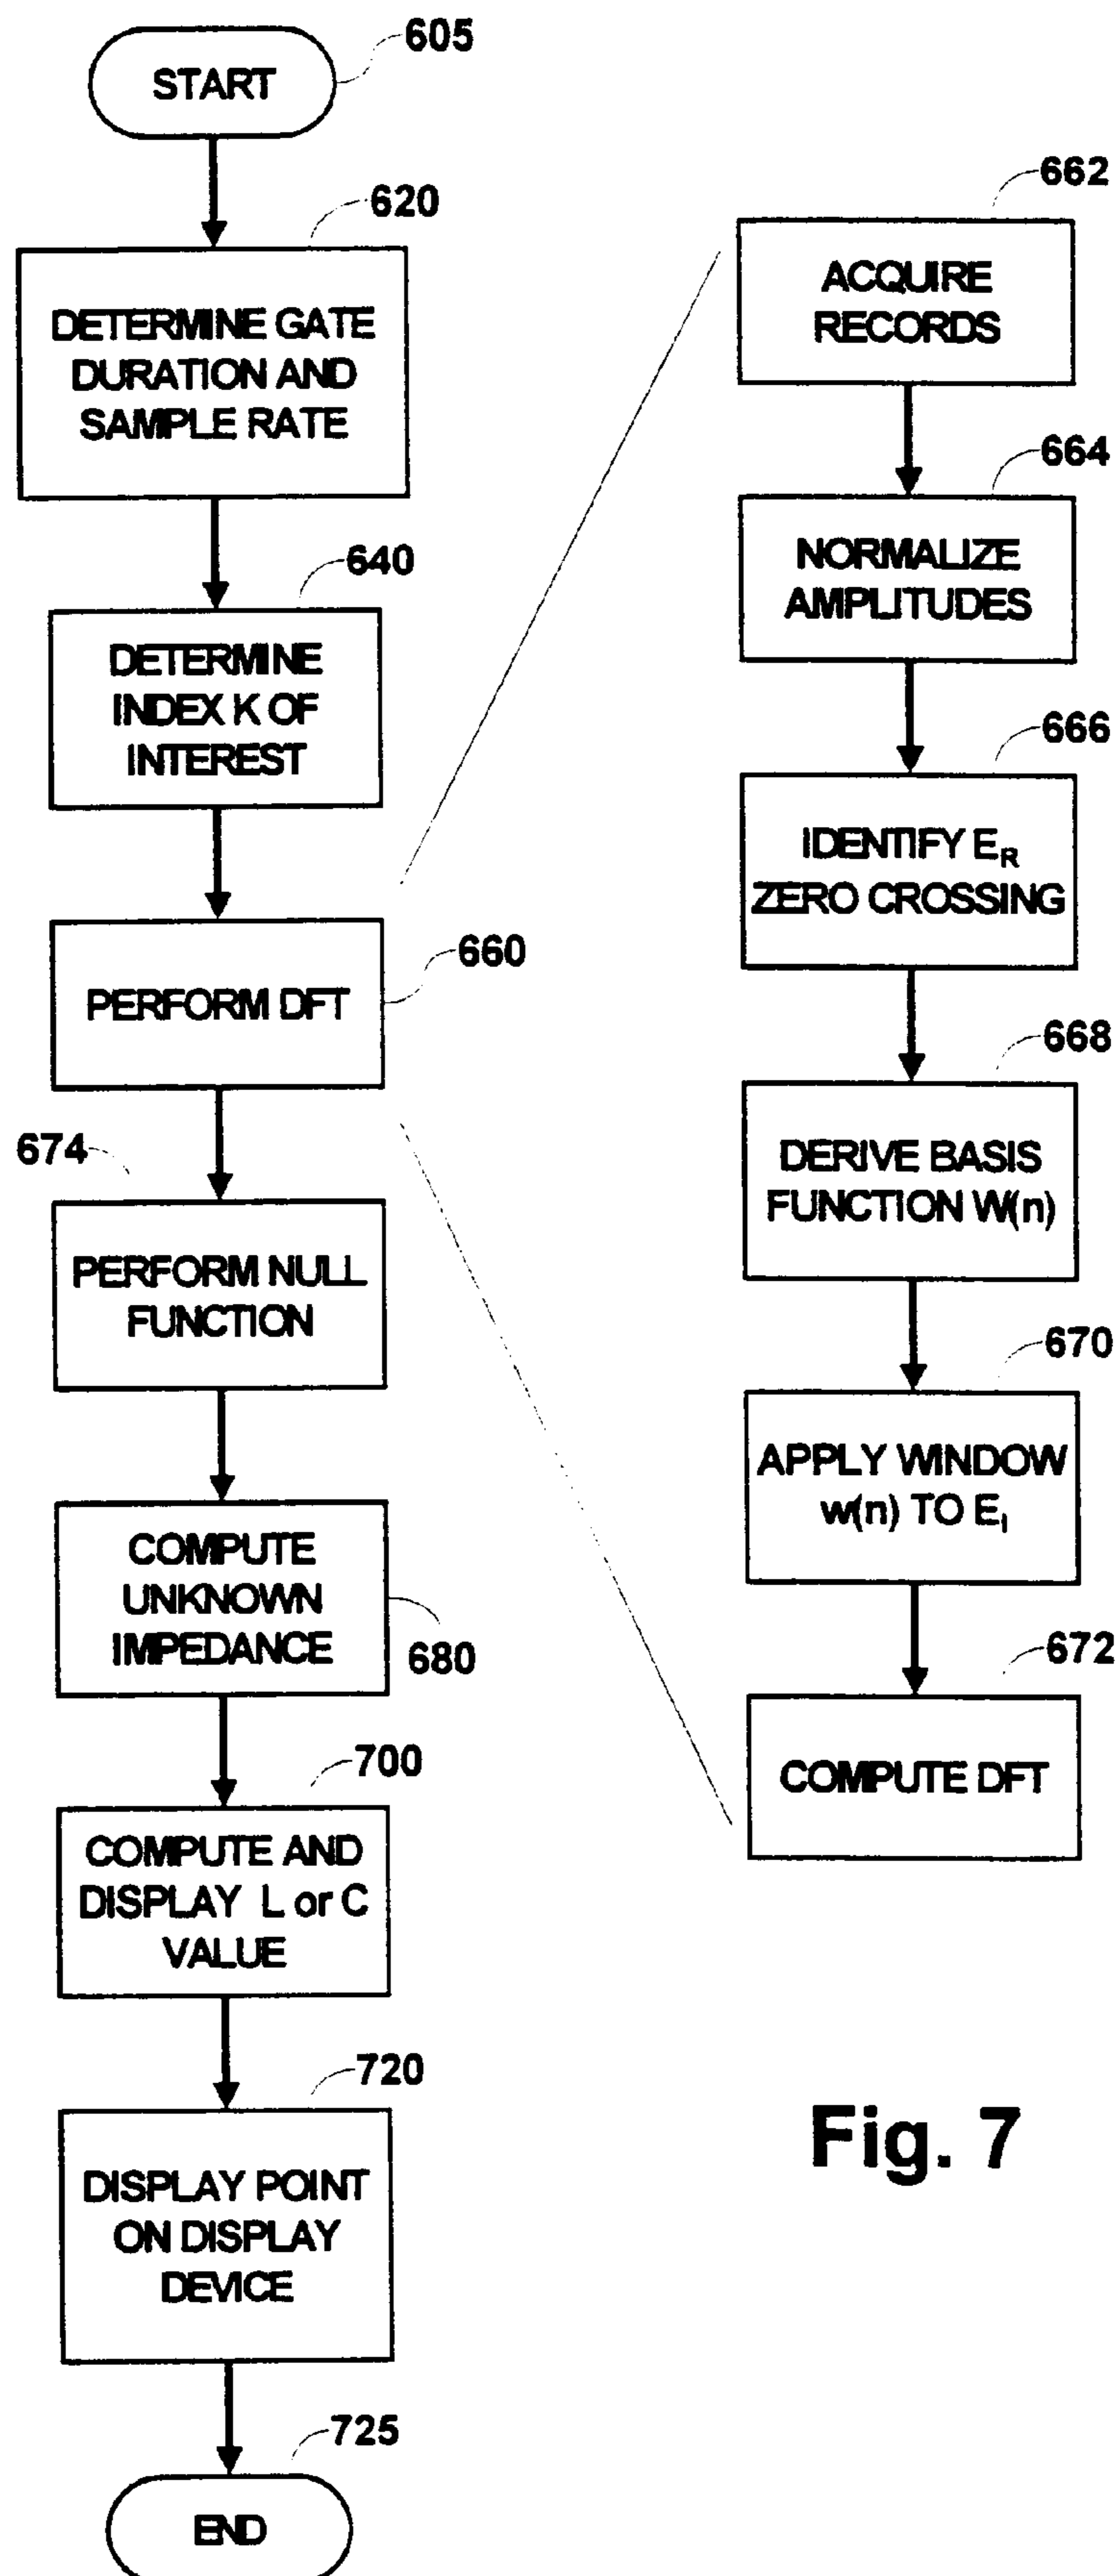 605
START
620
DETERMINE GATE
DURATION AND
SAMPLE RATE
640
DETERMINE
INDEX K OF
INTEREST
660
PERFORM DFT
674
PERFORM NULL
FUNCTION
COMPUTE
UNKNOWN
IMPEDANCE
680
700
COMPUTE AND
DISPLAY L or C
VALUE
720
DISPLAY POINT
ON DISPLAY
DEVICE
725
END
662
ACQUIRE
RECORDS
664
NORMALIZE
AMPLITUDES
666
IDENTIFY E_R
ZERO CROSSING
668
DERIVE BASIS
FUNCTION W(n)
670
APPLY WINDOW
w(n) TO E_I
672
COMPUTE DFT
Fig. 7